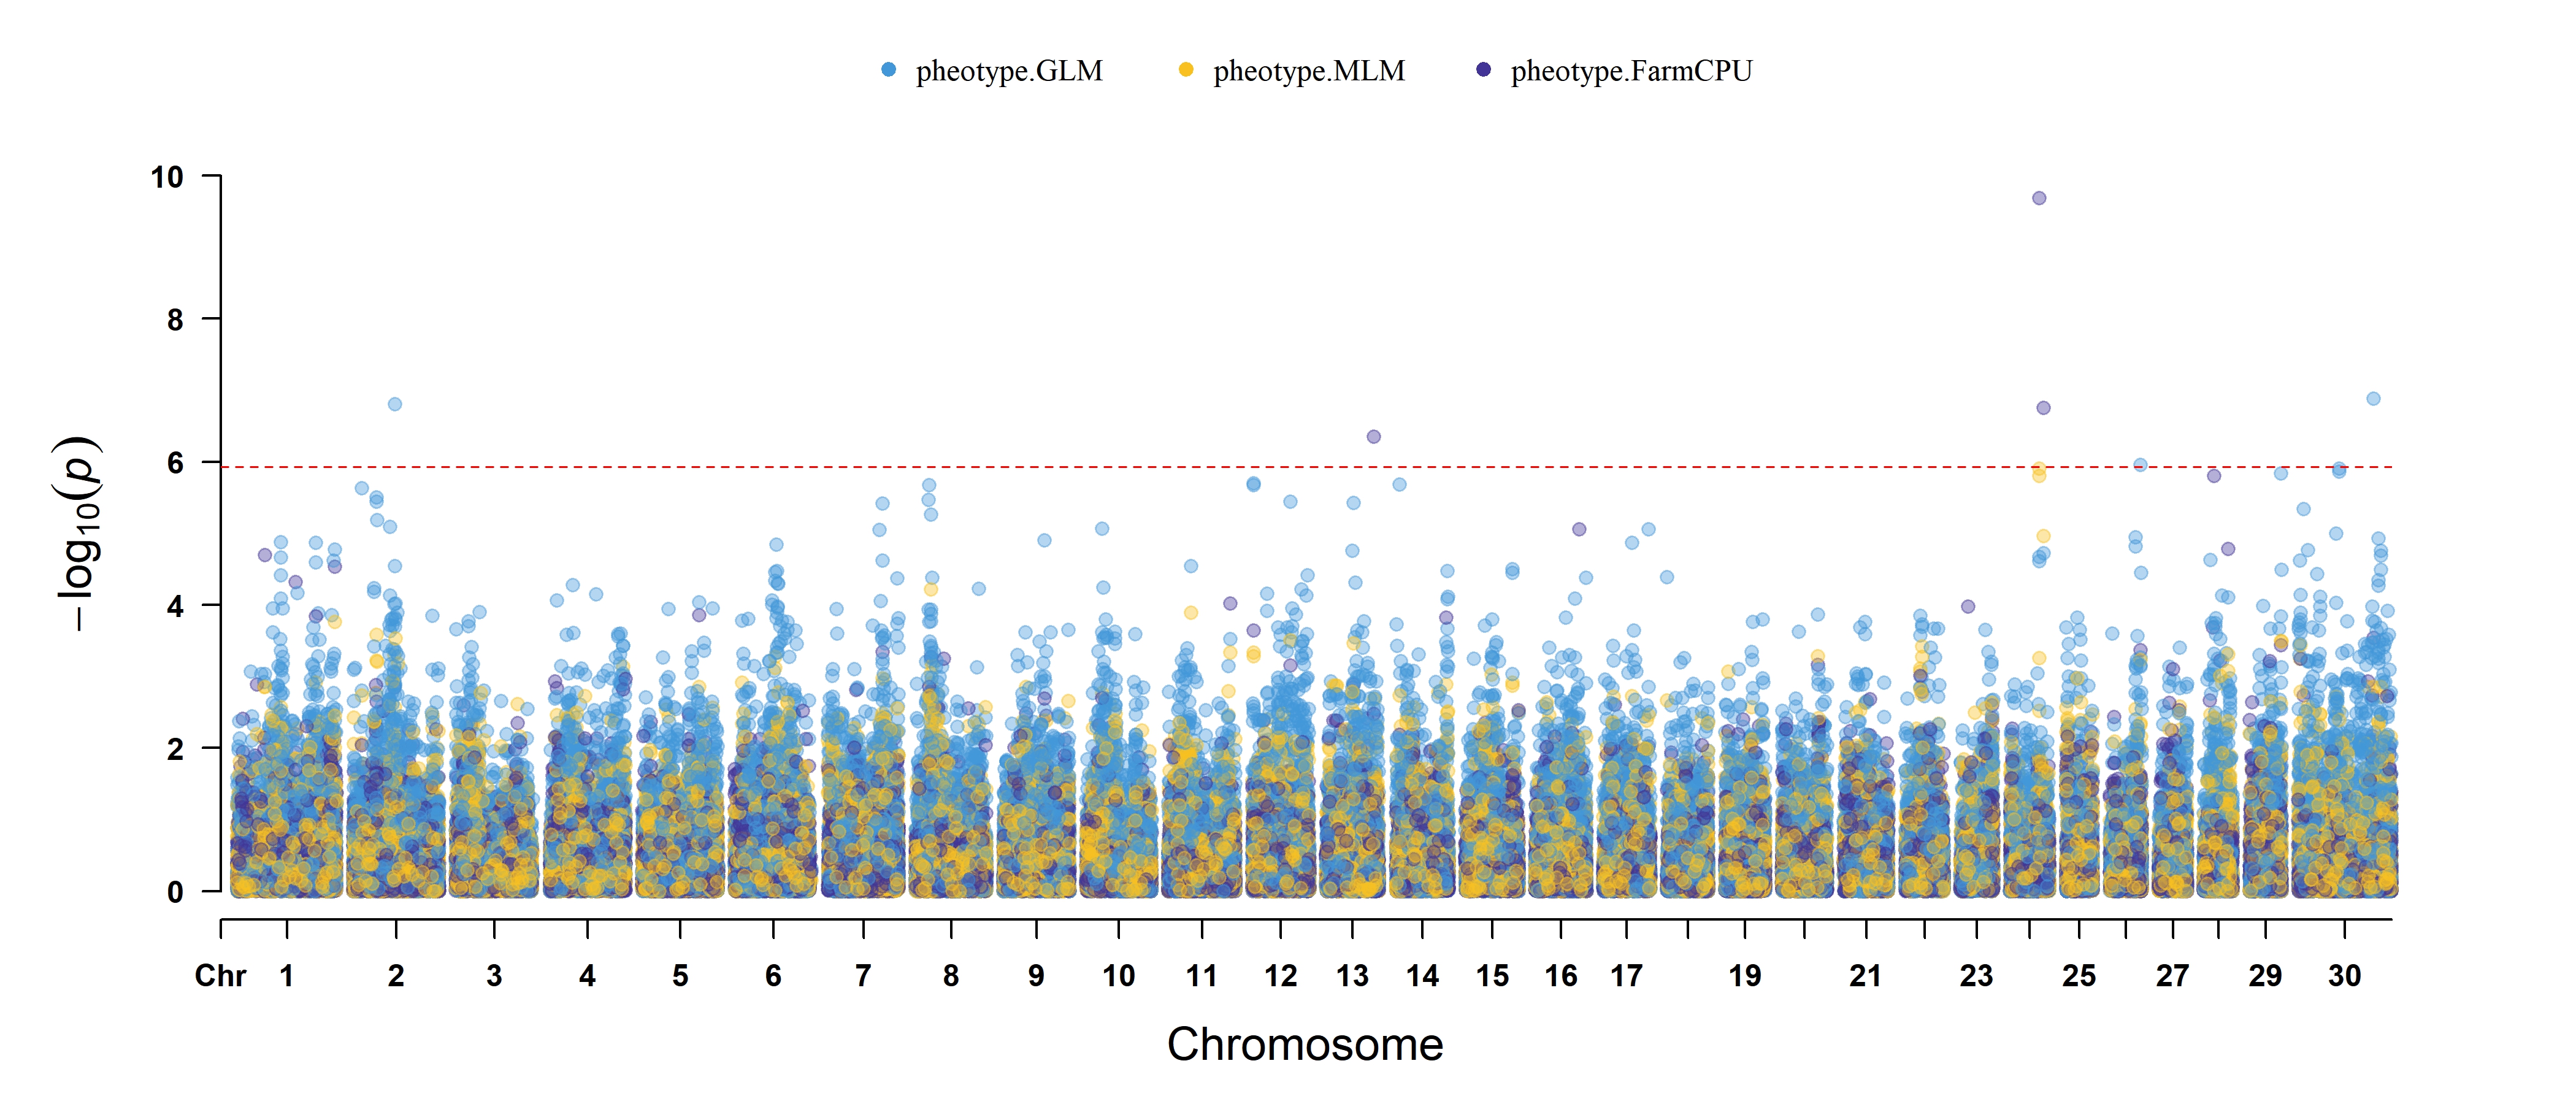 pheotype.GLM pheotype.MLM pheotype.FarmCPU
10
8
6
4
2
0
−log10(p)
Chr 1 2 3 4 5 6 7 8 9 10 11 12 13 14 15 16 17 19 21 23 25 27 29 30
Chromosome